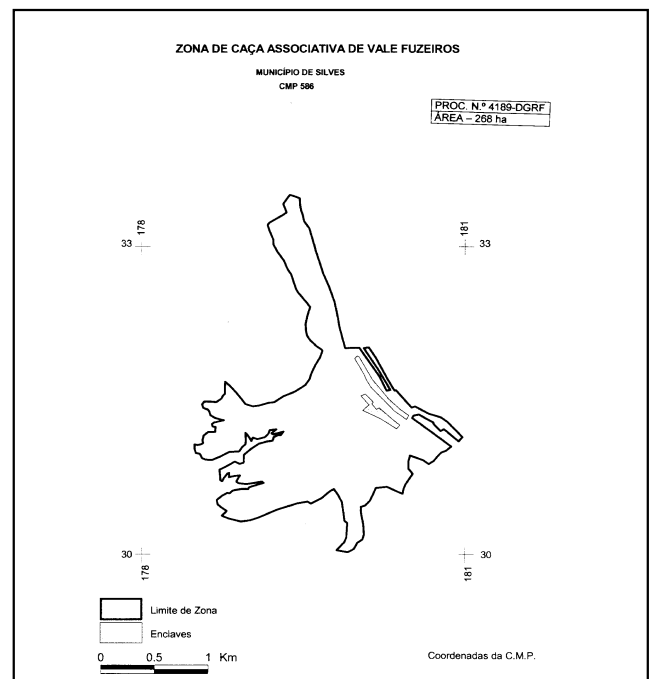 ZONA DE CAÇA ASSOCIATIVA DE VALE FUZEIROS
MUNICÍPIO DE SILVES
CMP 586
PROC. N.º 4189-DGRF
ÁREA – 268 ha
178
181
33
33
30
30
178
181
Limite de Zona
Enclaves
0 0.5 1 Km
Coordenadas da C.M.P.